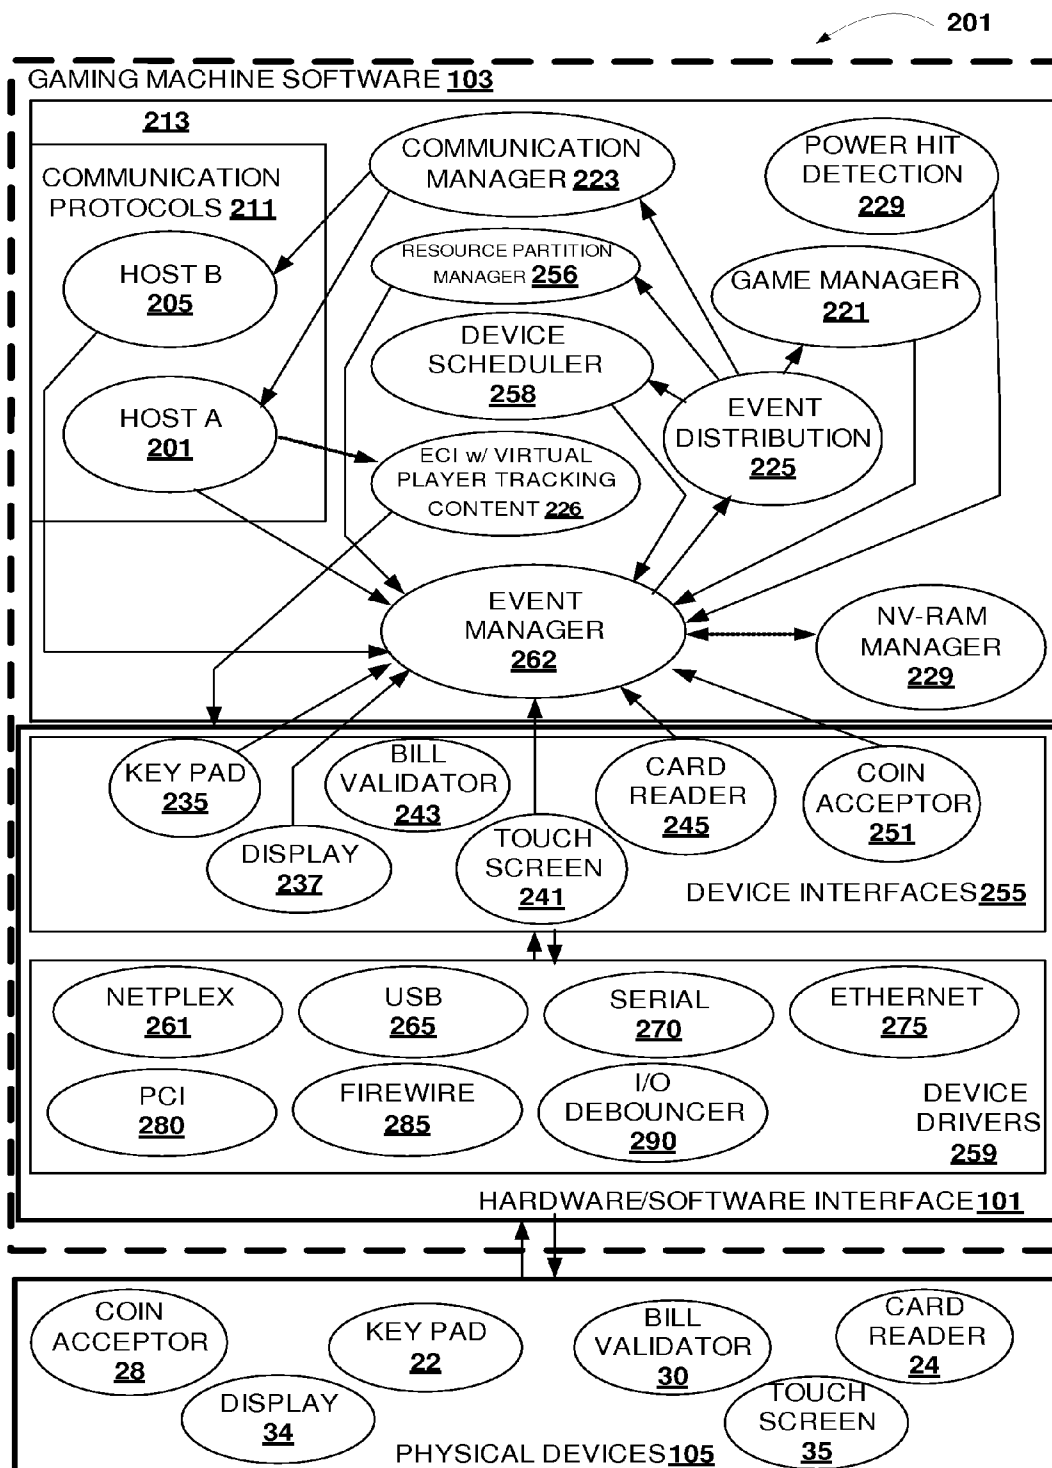 201
GAMING MACHINE SOFTWARE 103
213
COMMUNICATION
PROTOCOLS 211
COMMUNICATION
MANAGER 223
POWER HIT
DETECTION
229
HOST B
205
RESOURCE PARTITION
MANAGER 256
GAME MANAGER
221
DEVICE
SCHEDULER
258
HOST A
201
EVENT
DISTRIBUTION
225
ECI w/ VIRTUAL
PLAYER TRACKING
CONTENT 226
EVENT
MANAGER
262
NV-RAM
MANAGER
229
KEY PAD
235
BILL
VALIDATOR
243
CARD
READER
245
COIN
ACCEPTOR
251
DISPLAY
237
TOUCH
SCREEN
241
DEVICE INTERFACES 255
NETPLEX
261
USB
265
SERIAL
270
ETHERNET
275
PCI
280
FIREWIRE
285
I/O
DEBOUNCER
290
DEVICE
DRIVERS
259
HARDWARE/SOFTWARE INTERFACE 101
COIN
ACCEPTOR
28
KEY PAD
22
BILL
VALIDATOR
30
CARD
READER
24
DISPLAY
34
TOUCH
SCREEN
35
PHYSICAL DEVICES 105